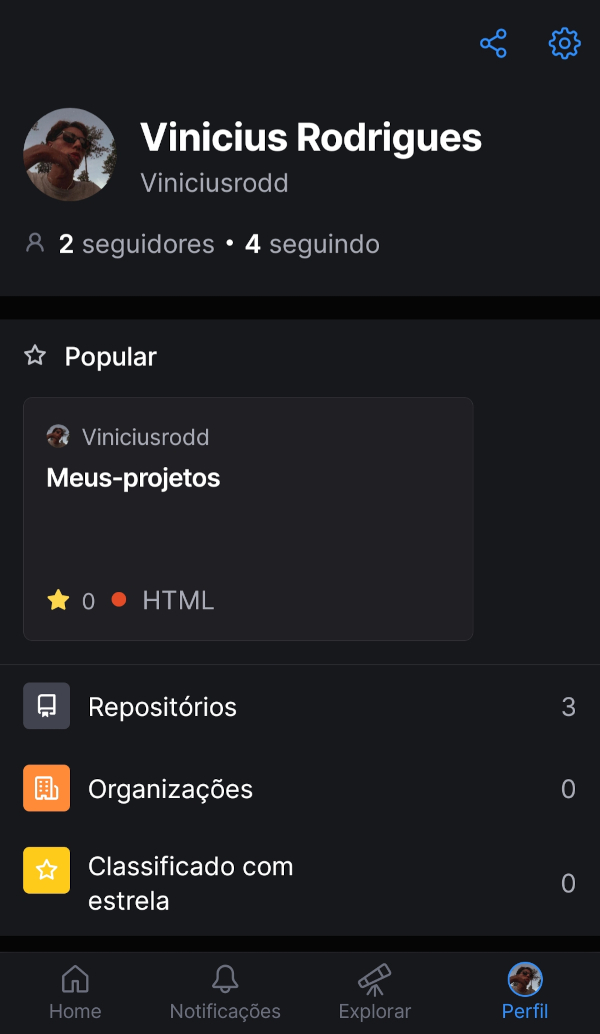 Vinicius Rodrigues
Viniciusrodd
2 seguidores • 4 seguindo
Popular
Viniciusrodd
Meus-projetos
0 HTML
Repositórios 3
Organizações 0
Classificado com
estrela 0
Home Notificações Explorar Perfil